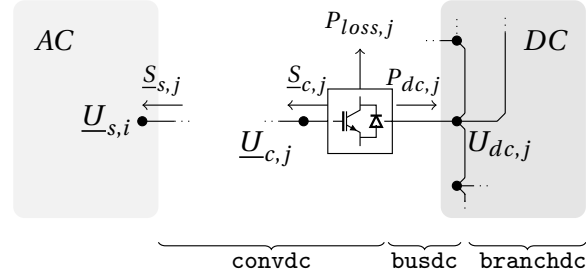 AC
DC
P_{loss,j}
S_{s,j}
S_{c,j}
P_{dc,j}
U_{s,i}
U_{c,j}
U_{dc,j}
convdc
busdc
branchdc